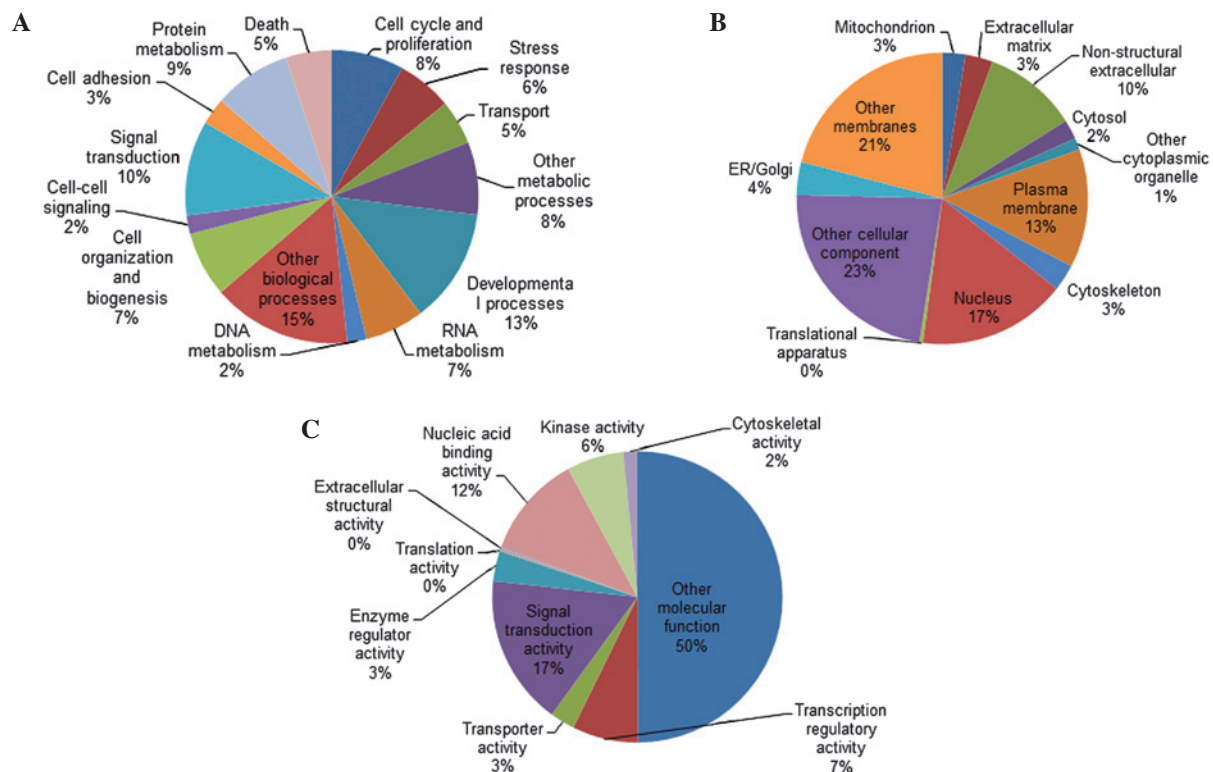 A
Death
5%
Cell cycle and
proliferation
8%
Stress
response
6%
Transport
5%
Other
metabolic
processes
8%
Developmenta
l processes
13%
RNA
metabolism
7%
DNA
metabolism
2%
Other
biological
processes
15%
Cell
organization and
biogenesis
7%
Cell-cell
signaling
2%
Signal
transduction
10%
Cell adhesion
3%
Protein metabolism
9%
B
Mitochondrion
3%
Extracellular
matrix
3%
Non-structural
extracellular
10%
Cytosol
2%
Other
cytoplasmic
organelle
1%
Plasma
membrane
13%
Cytoskeleton
3%
Nucleus
17%
Translational
apparatus
0%
Other cellular
component
23%
ER/Golgi
4%
Other
membranes
21%
C
Kinase activity
6%
Cytoskeletal
activity
2%
Other
molecular
function
50%
Transcription
regulatory
activity
7%
Transporter
activity
3%
Signal
transduction
activity
17%
Enzyme
regulator
activity
3%
Translation
activity
0%
Extracellular
structural
activity
0%
Nucleic acid
binding
activity
12%